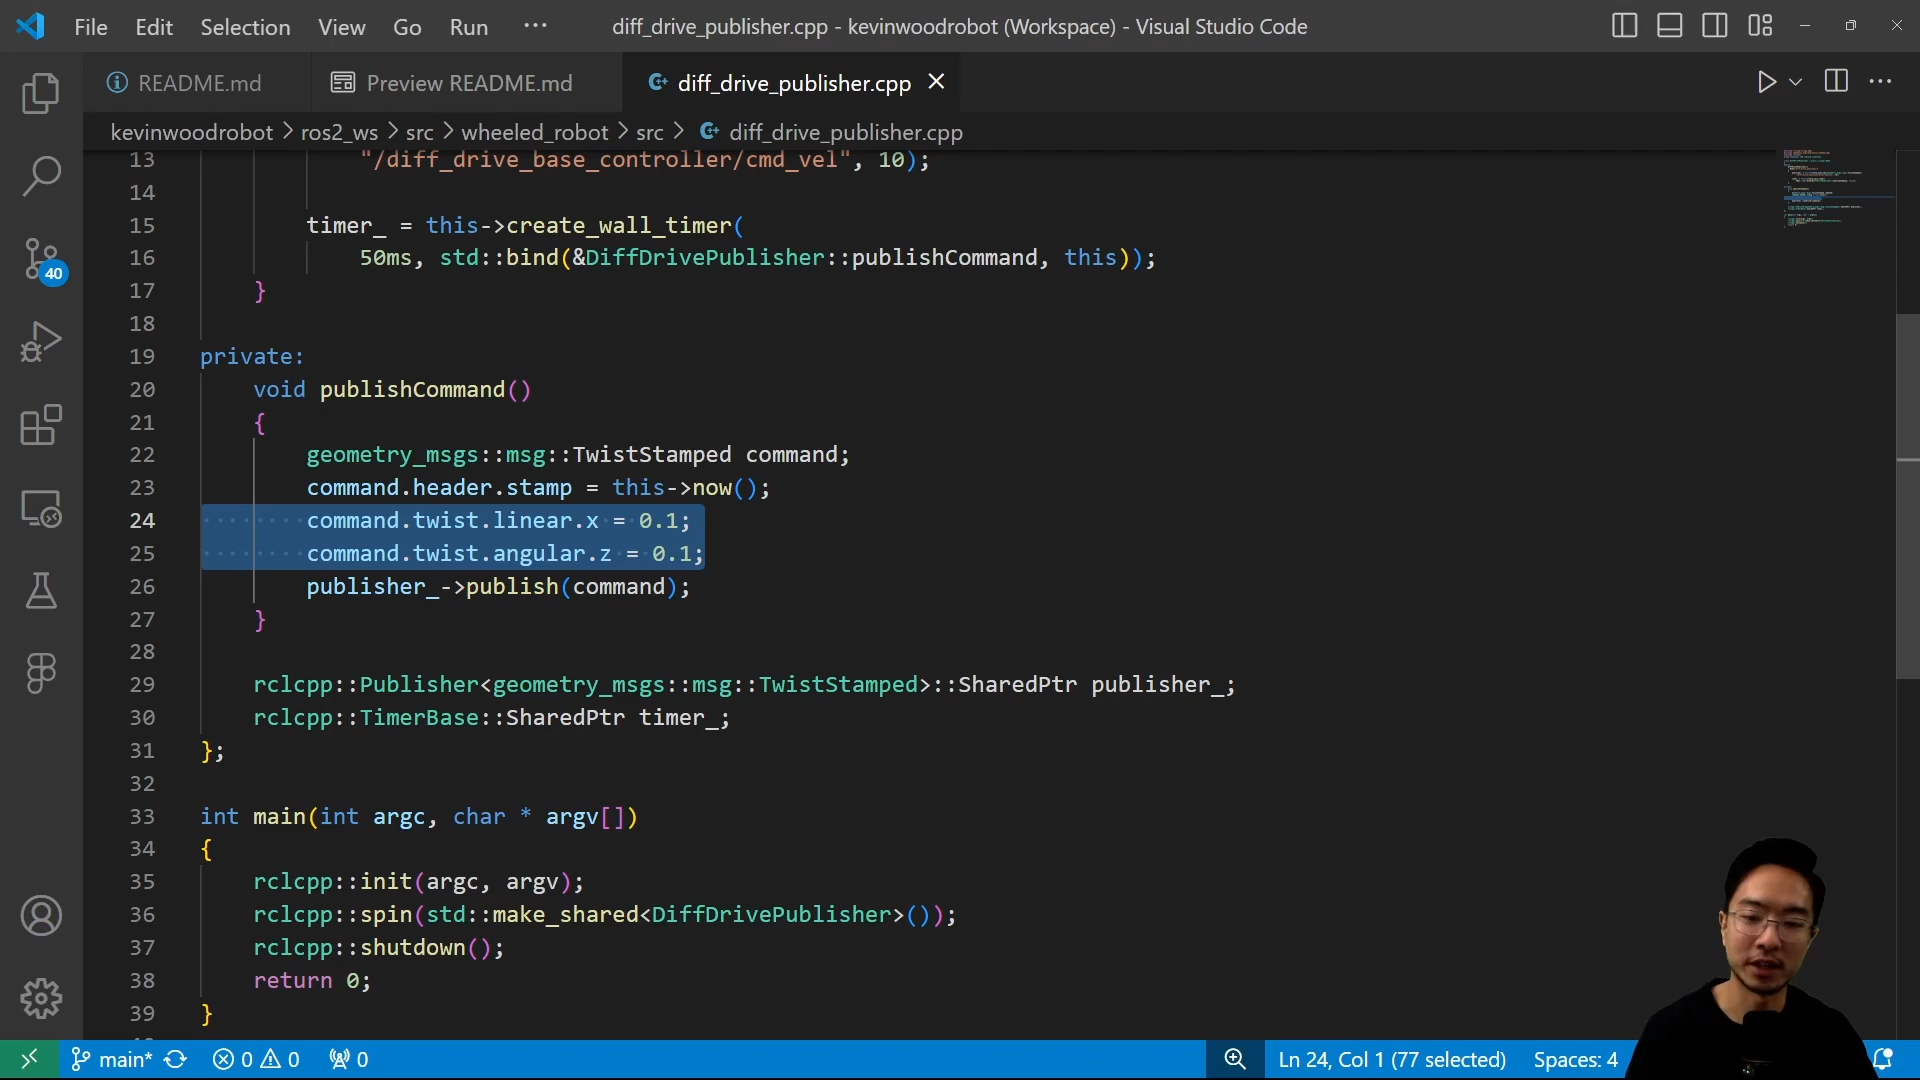 File Edit Selection View Go Run ··· diff_drive_publisher.cpp - kevinwoodrobot (Workspace) - Visual Studio Code
README.md Preview README.md diff_drive_publisher.cpp
kevinwoodrobot > ros2_ws > src > wheeled_robot > src > diff_drive_publisher.cpp
13 "/diff_drive_base_controller/cmd_vel", 10);
14
15 timer_ = this->create_wall_timer(
16 50ms, std::bind(&DiffDrivePublisher::publishCommand, this));
17 }
18
19 private:
20 void publishCommand()
21 {
22 geometry_msgs::msg::TwistStamped command;
23 command.header.stamp = this->now();
24 command.twist.linear.x = 0.1;
25 command.twist.angular.z = 0.1;
26 publisher_->publish(command);
27 }
28
29 rclcpp::Publisher<geometry_msgs::msg::TwistStamped>::SharedPtr publisher_;
30 rclcpp::TimerBase::SharedPtr timer_;
31 };
32
33 int main(int argc, char * argv[])
34 {
35 rclcpp::init(argc, argv);
36 rclcpp::spin(std::make_shared<DiffDrivePublisher>());
37 rclcpp::shutdown();
38 return 0;
39 }
40
main* 0 0 0 Ln 24, Col 1 (77 selected) Spaces: 4